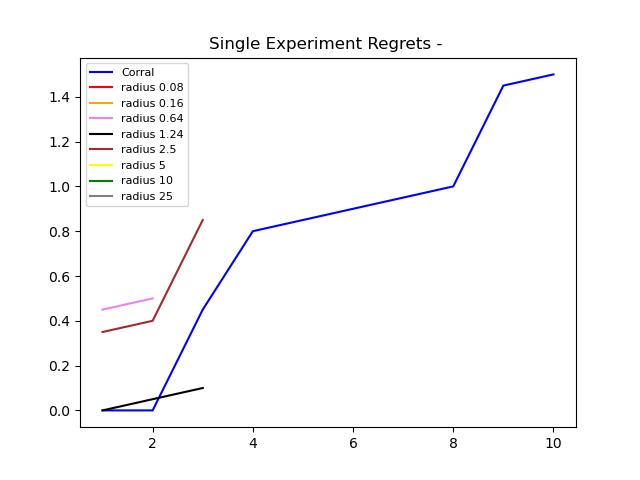 Single Experiment Regrets -
Corral
radius 0.08
radius 0.16
radius 0.64
radius 1.24
radius 2.5
radius 5
radius 10
radius 25
1.4
1.2
1.0
0.8
0.6
0.4
0.2
0.0
2 4 6 8 10